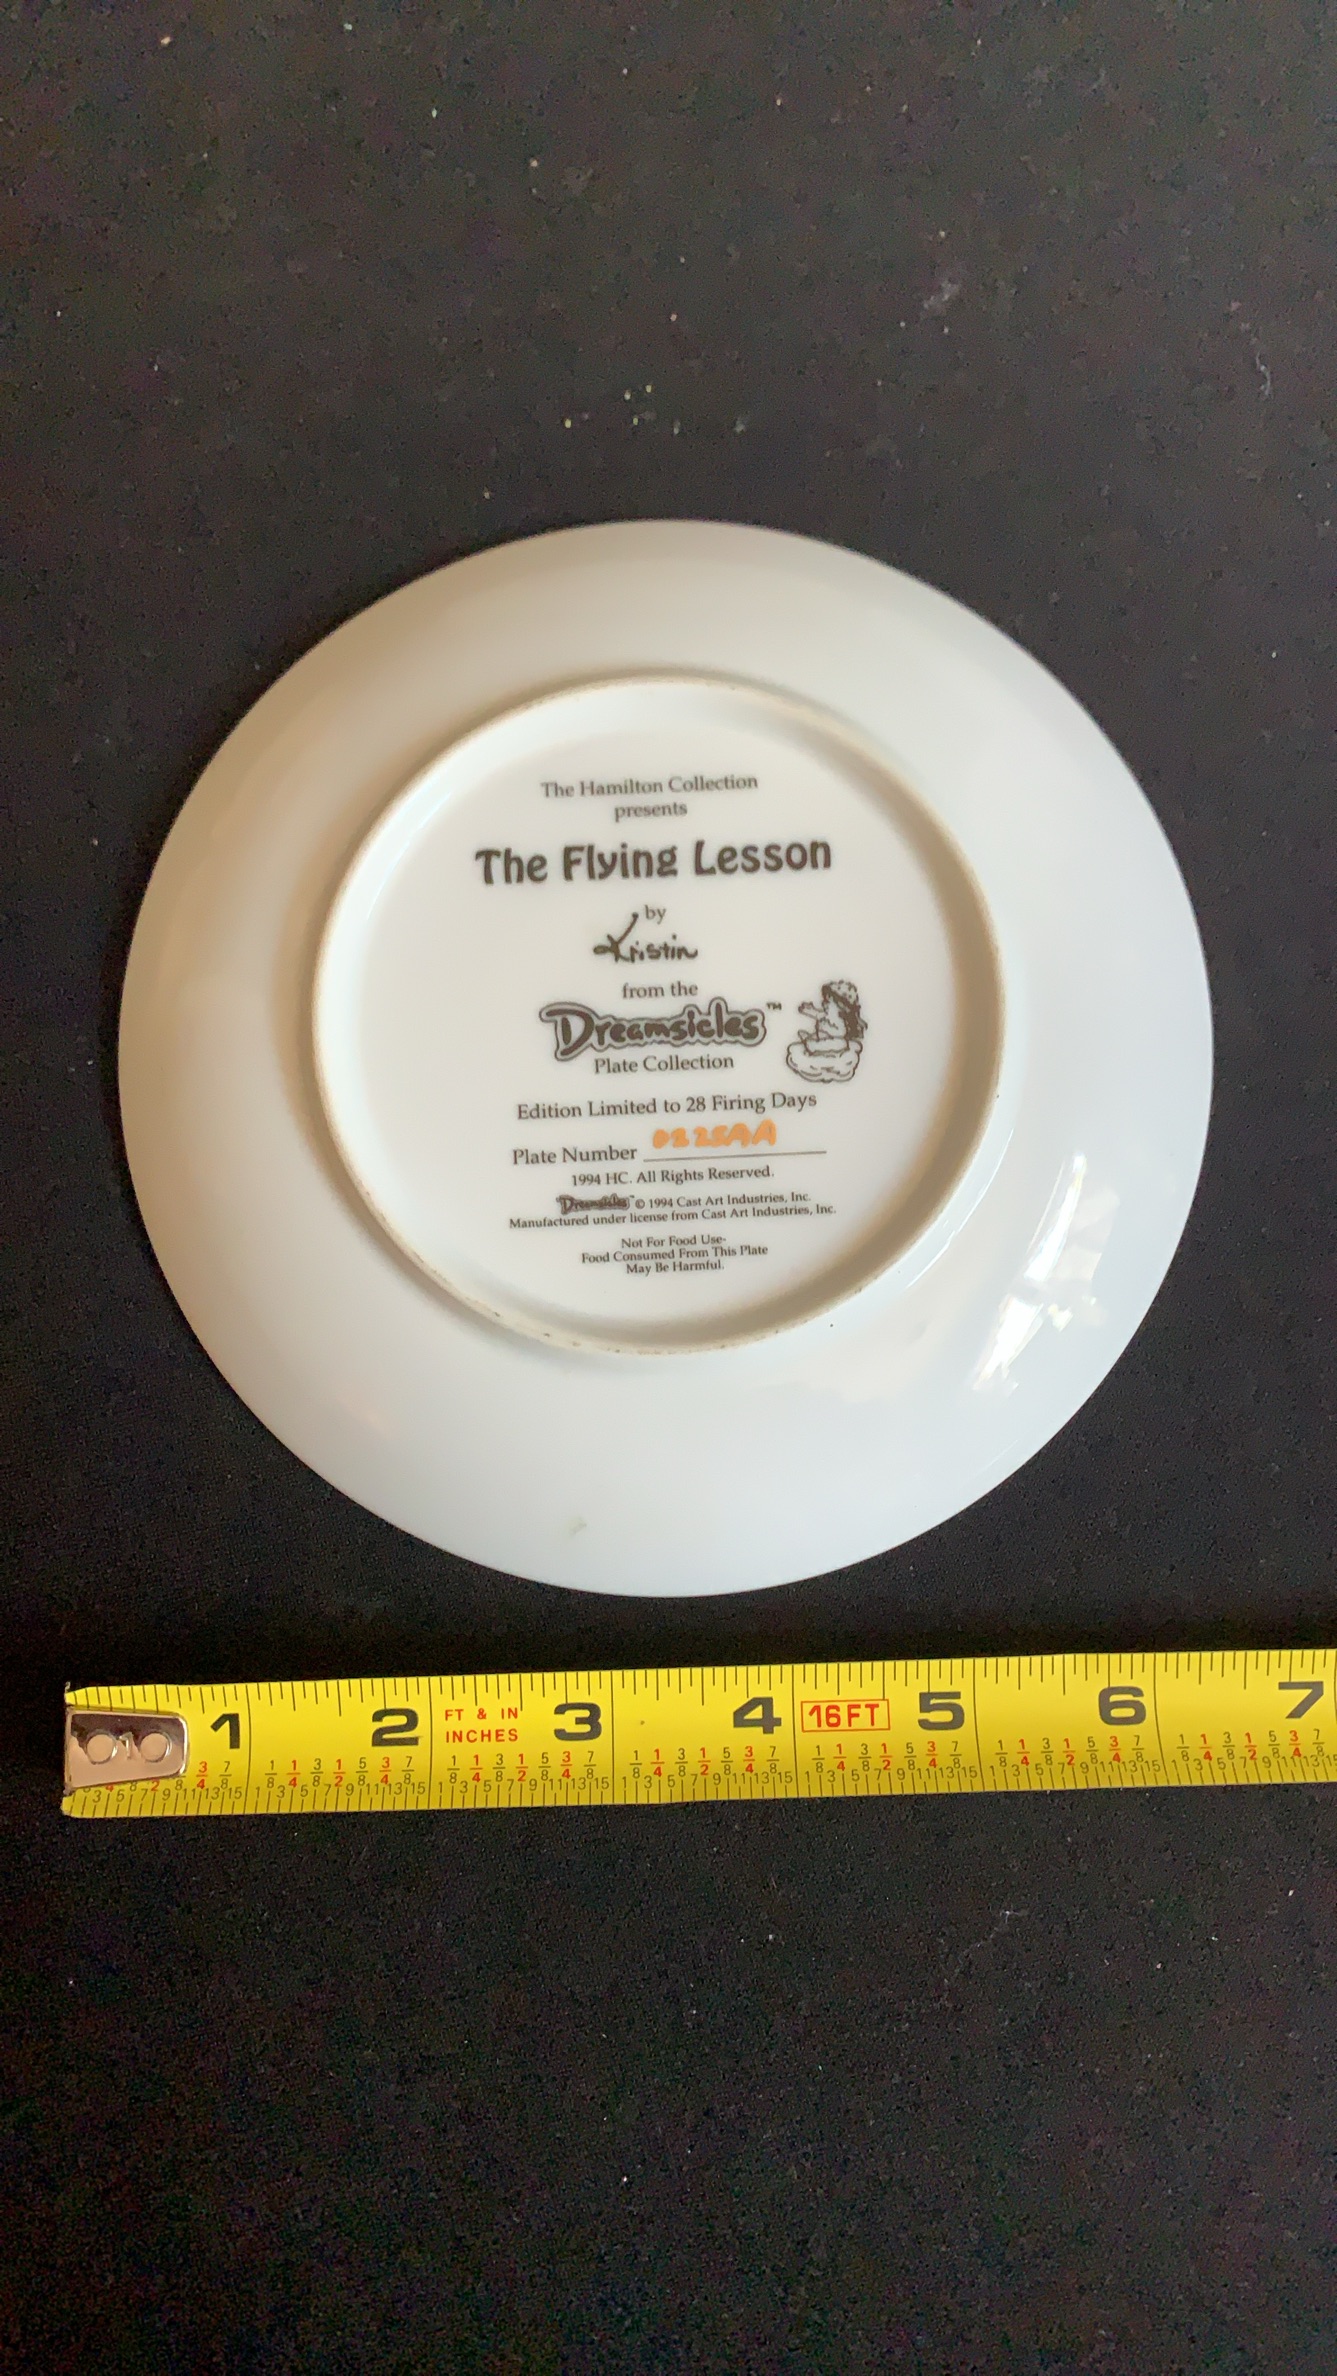 The Hamilton Collection
presents
The Flying Lesson
by
Kristin
from the
Dreamsicles™
Plate Collection
Edition Limited to 28 Firing Days
Plate Number
1994 HC. All Rights Reserved.
Dreamsicles™ © 1994 Cast Art Industries, Inc.
Manufactured under license from Cast Art Industries, Inc.
Not For Food Use-
Food Consumed From This Plate
May Be Harmful.
1 2 FT & IN 3 4 16FT 5 6 7
INCHES